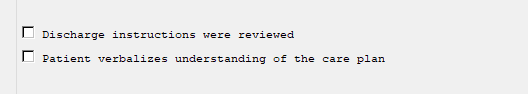 Discharge instructions were reviewed
Patient verbalizes understanding of the care plan